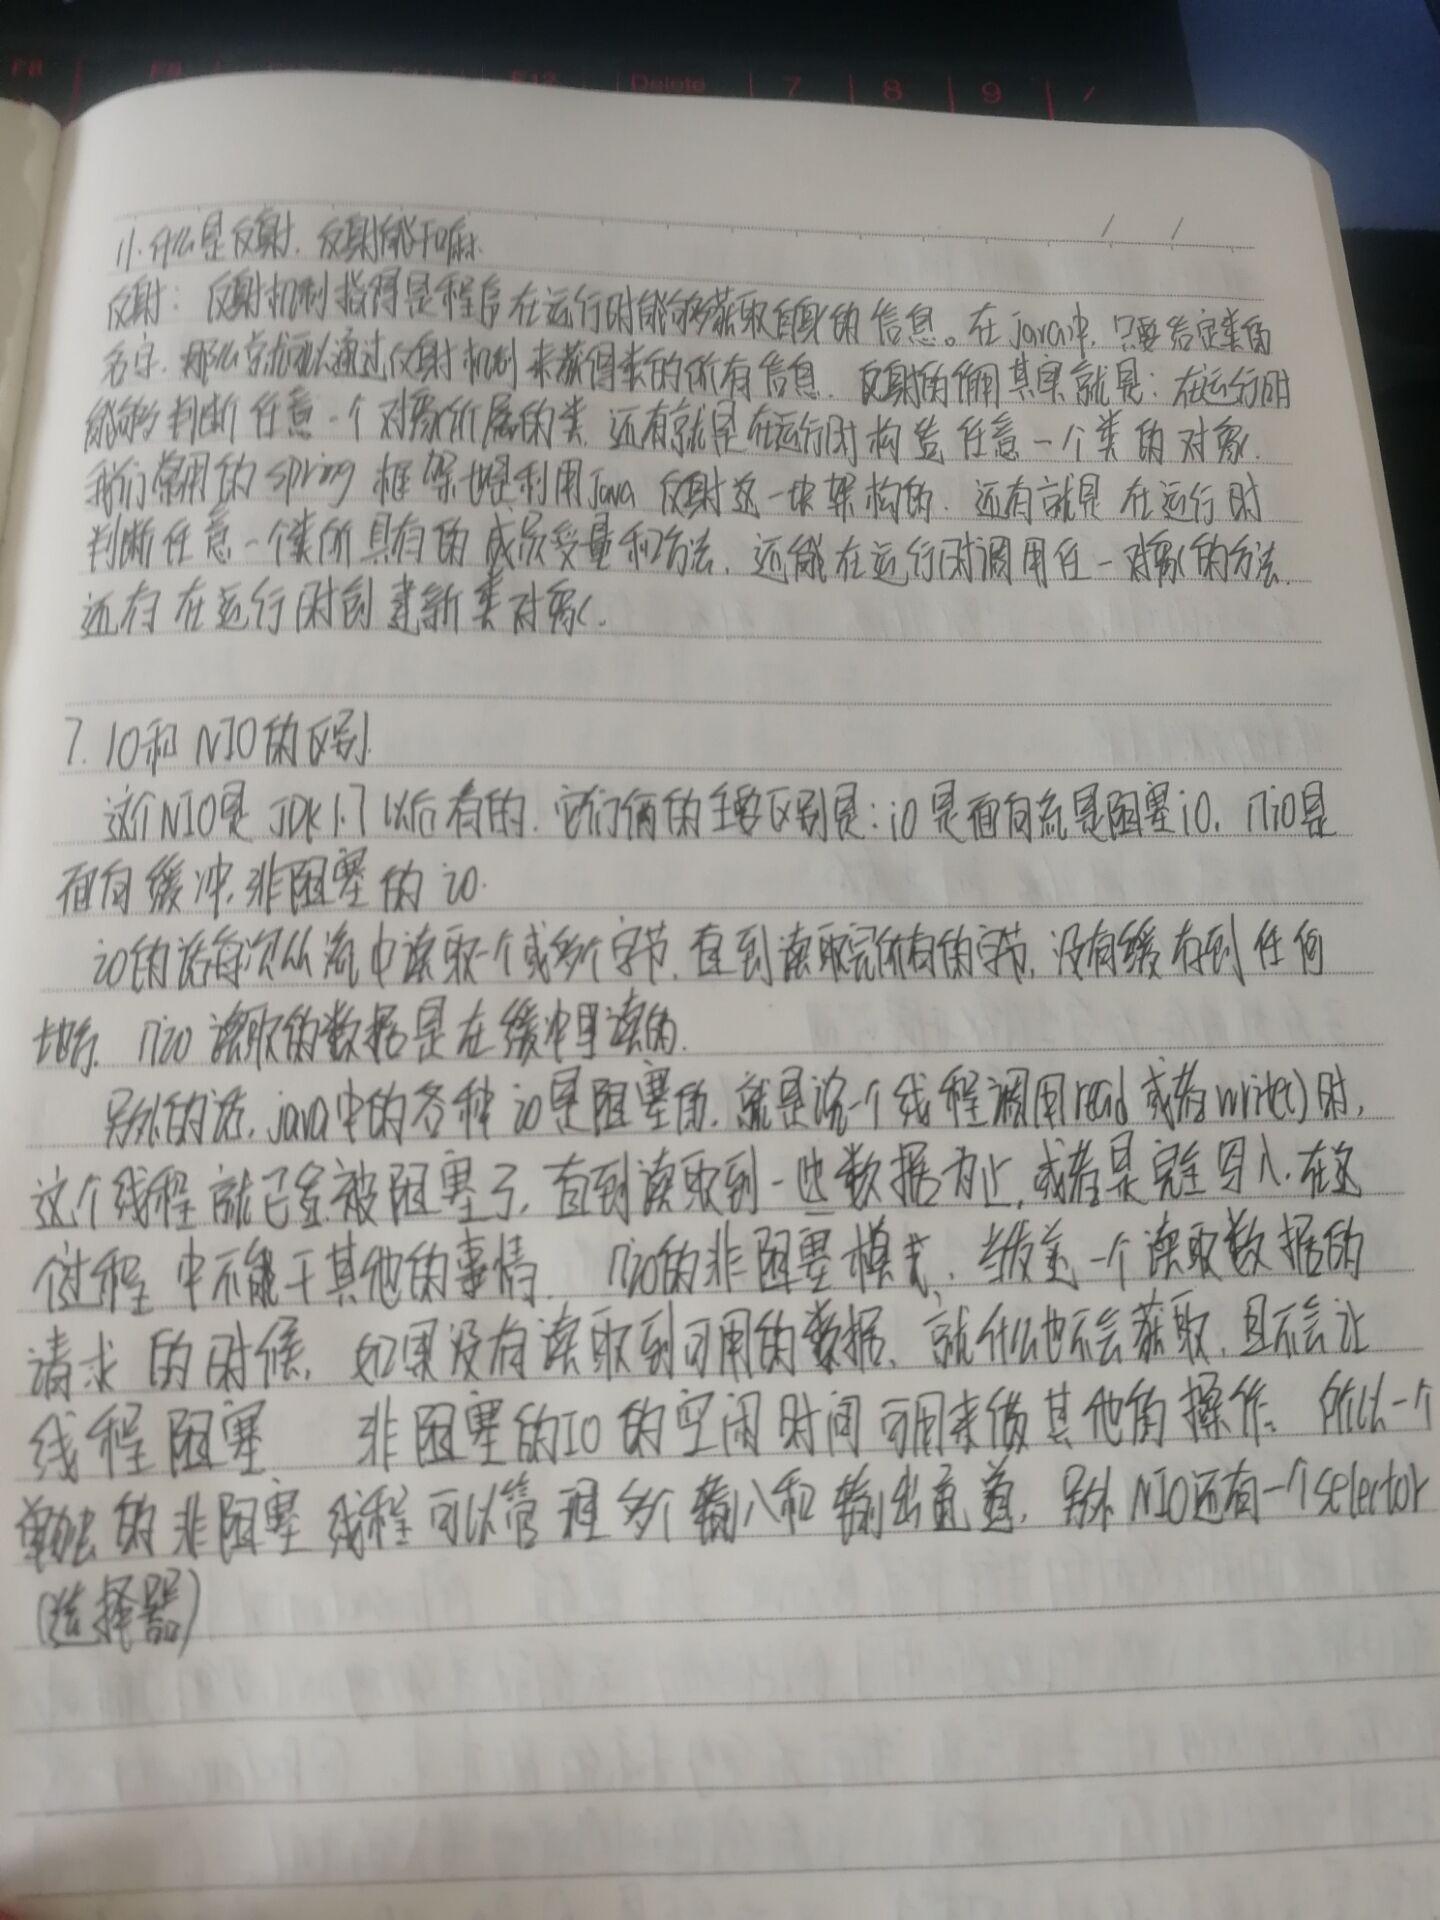 F8 F9 F12 Delete 7 8 9 /
/ /
11.什么是反射.反射能干嘛.
反射：反射机制指得是程序在运行时能够获取自身的信息。在java中,只要给定类的
名字.那么就可以通过反射机制来获得类的所有信息.反射的作用其实就是：在运行时
能够判断任意一个对象所属的类.还有就是在运行时构造任意一个类的对象.
我们常用的spring框架也是利用Java反射这一块架构的.还有就是在运行时
判断任意一个类所具有的成员变量和方法.还能在运行时调用任一对象的方法.
还有在运行时创建新类对象.
7.IO和NIO的区别.
这个NIO是JDK1.7以后有的.它们俩的主要区别是：io是面向流是阻塞io,nio是
面向缓冲,非阻塞的io.
io的话每次从流中读取一个或多个字节,直到读取完所有的字节,没有缓存到任何
地方.nio读取的数据是在缓冲里读的.
另外的话,java中的各种io是阻塞的,就是说一个线程调用read或者write()时,
这个线程就已经被阻塞了,直到读取到一些数据为止,或者是完全写入.在这
个过程中不能干其他的事情.nio的非阻塞模式,当发送一个读取数据的
请求的时候,如果没有读取到可用的数据,就什么也不会获取,且不会让
线程阻塞 非阻塞的IO的空闲时间可用来做其他的操作。所以一个
单独的非阻塞线程可以管理多个输入和输出通道,另外NIO还有一个selector
(选择器)